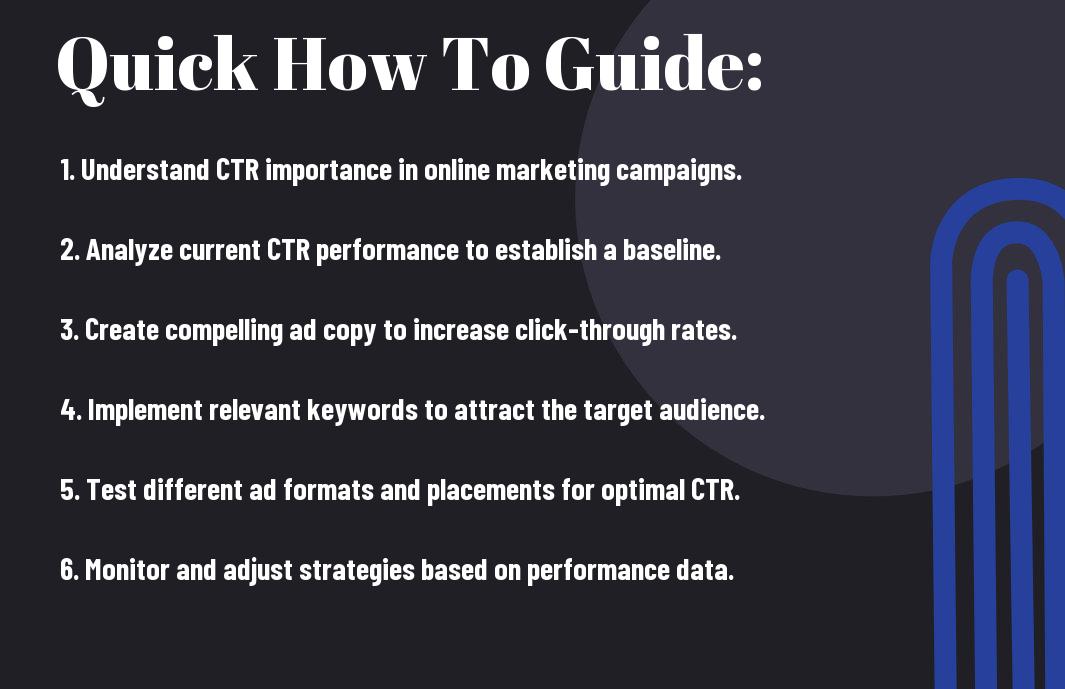 Quick How To Guide:
1. Understand CTR importance in online marketing campaigns.
2. Analyze current CTR performance to establish a baseline.
3. Create compelling ad copy to increase click-through rates.
4. Implement relevant keywords to attract the target audience.
5. Test different ad formats and placements for optimal CTR.
6. Monitor and adjust strategies based on performance data.